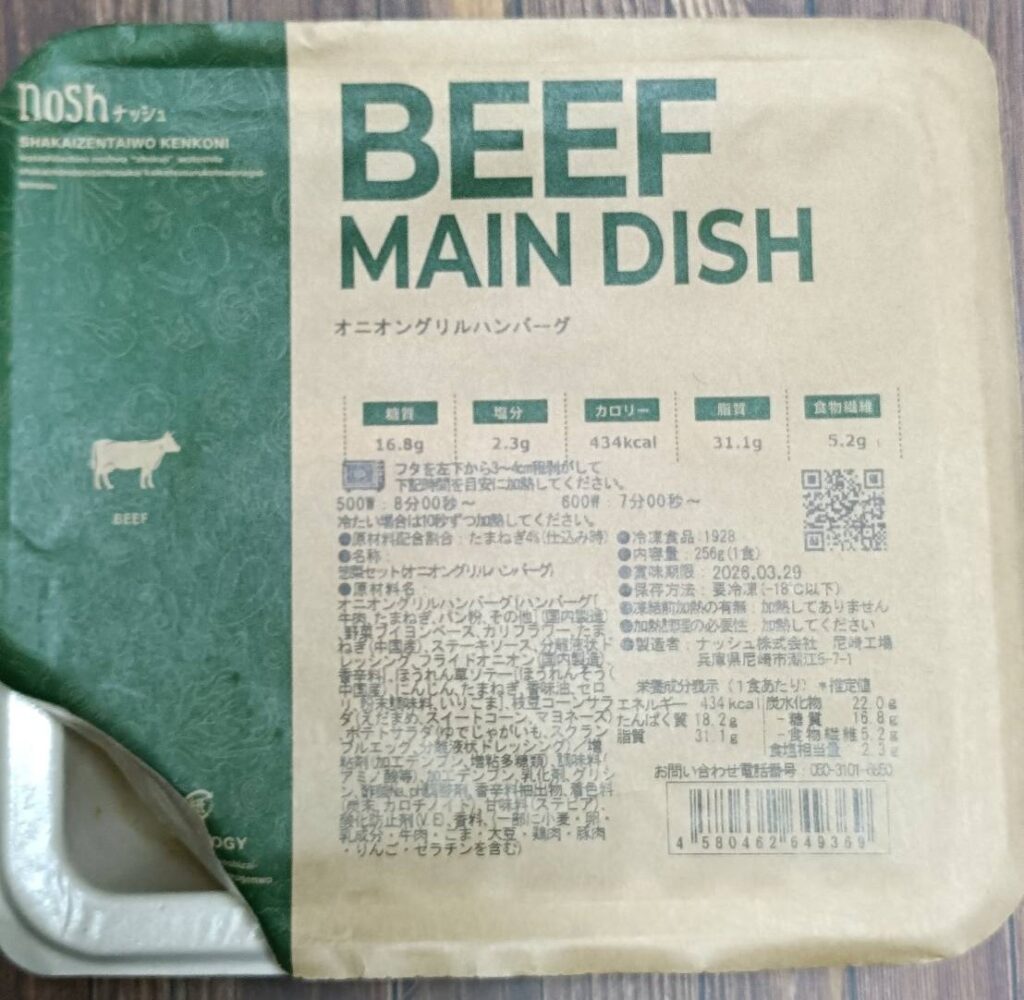 nosh ナッシュ
SHAKAIZENTAIWO KENKONI
BEEF
MAIN DISH
オニオングリルハンバーグ
糖質 塩分 カロリー 脂質 食物繊維
16.8g 2.3g 434kcal 31.1g 5.2g
フタを左下から3～4cm程剥がして
下記時間を目安に加熱してください。
500W：8分00秒～ 600W：7分00秒～
冷たい場合は10秒ずつ加熱してください。
●原材料配合割合：たまねぎ4%(仕込み時)
●名称：
惣菜セット(オニオングリルハンバーグ)
●原材料名：
オニオングリルハンバーグ[ハンバーグ(
牛肉、たまねぎ、パン粉、その他)(国内製造)
、野菜ブイヨンベース、カリフラワー、たま
ねぎ(中国産)、ステーキソース、分離液状ド
レッシング、フライドオニオン(国内製造)、
香辛料]、ほうれん草ソテー[ほうれんそう(
中国産)、にんじん、たまねぎ、香味油、セロ
リ、粉末調味料、いりごま]、枝豆コーンサラ
ダ(えだまめ、スイートコーン、マヨネーズ)
、ポテトサラダ(ゆでじゃがいも、スクラン
ブルエッグ、分離液状ドレッシング)／増
粘剤(加工デンプン、増粘多糖類)、調味料(
アミノ酸等)、加工デンプン、乳化剤、グリシ
ン、酢酸Na、pH調整剤、香辛料抽出物、着色料
(炭末、カロチノイド)、甘味料(ステビア)、
酸化防止剤(V.E)、香料、(一部に小麦・卵・
乳成分・牛肉・ごま・大豆・鶏肉・豚肉
・りんご・ゼラチンを含む)
●冷凍食品：1928
●内容量：256g(1食)
●賞味期限：2026.03.29
●保存方法：要冷凍(-18℃以下)
●凍結前加熱の有無：加熱してありません
●加熱調理の必要性：加熱してください
●製造者：ナッシュ株式会社 尼崎工場
兵庫県尼崎市潮江5-7-1
栄養成分表示（1食あたり）＊推定値
エネルギー 434kcal 炭水化物 22.0g
たんぱく質 18.2g -糖質 16.8g
脂質 31.1g -食物繊維 5.2g
食塩相当量 2.3g
お問い合わせ電話番号：
4 580462 649369
BEEF
OGY